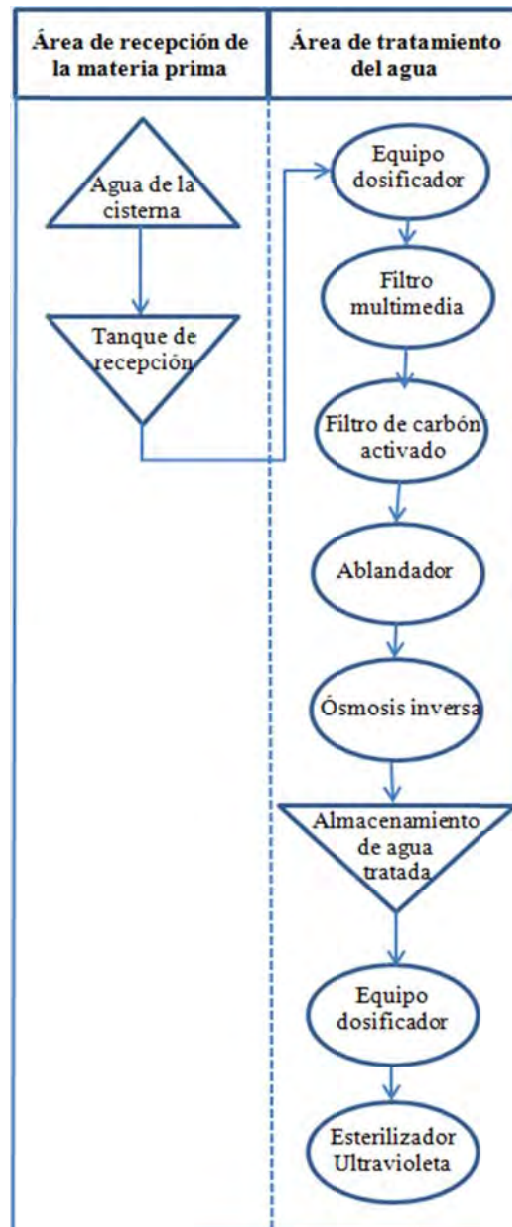 Área de recepción de
la materia prima
Área de tratamiento
del agua
Agua de la
cisterna
Tanque de
recepción
Equipo
dosificador
Filtro
multimedia
Filtro de carbón
activado
Ablandador
Ósmosis inversa
Almacenamiento
de agua
tratada
Equipo
dosificador
Esterilizador
Ultravioleta